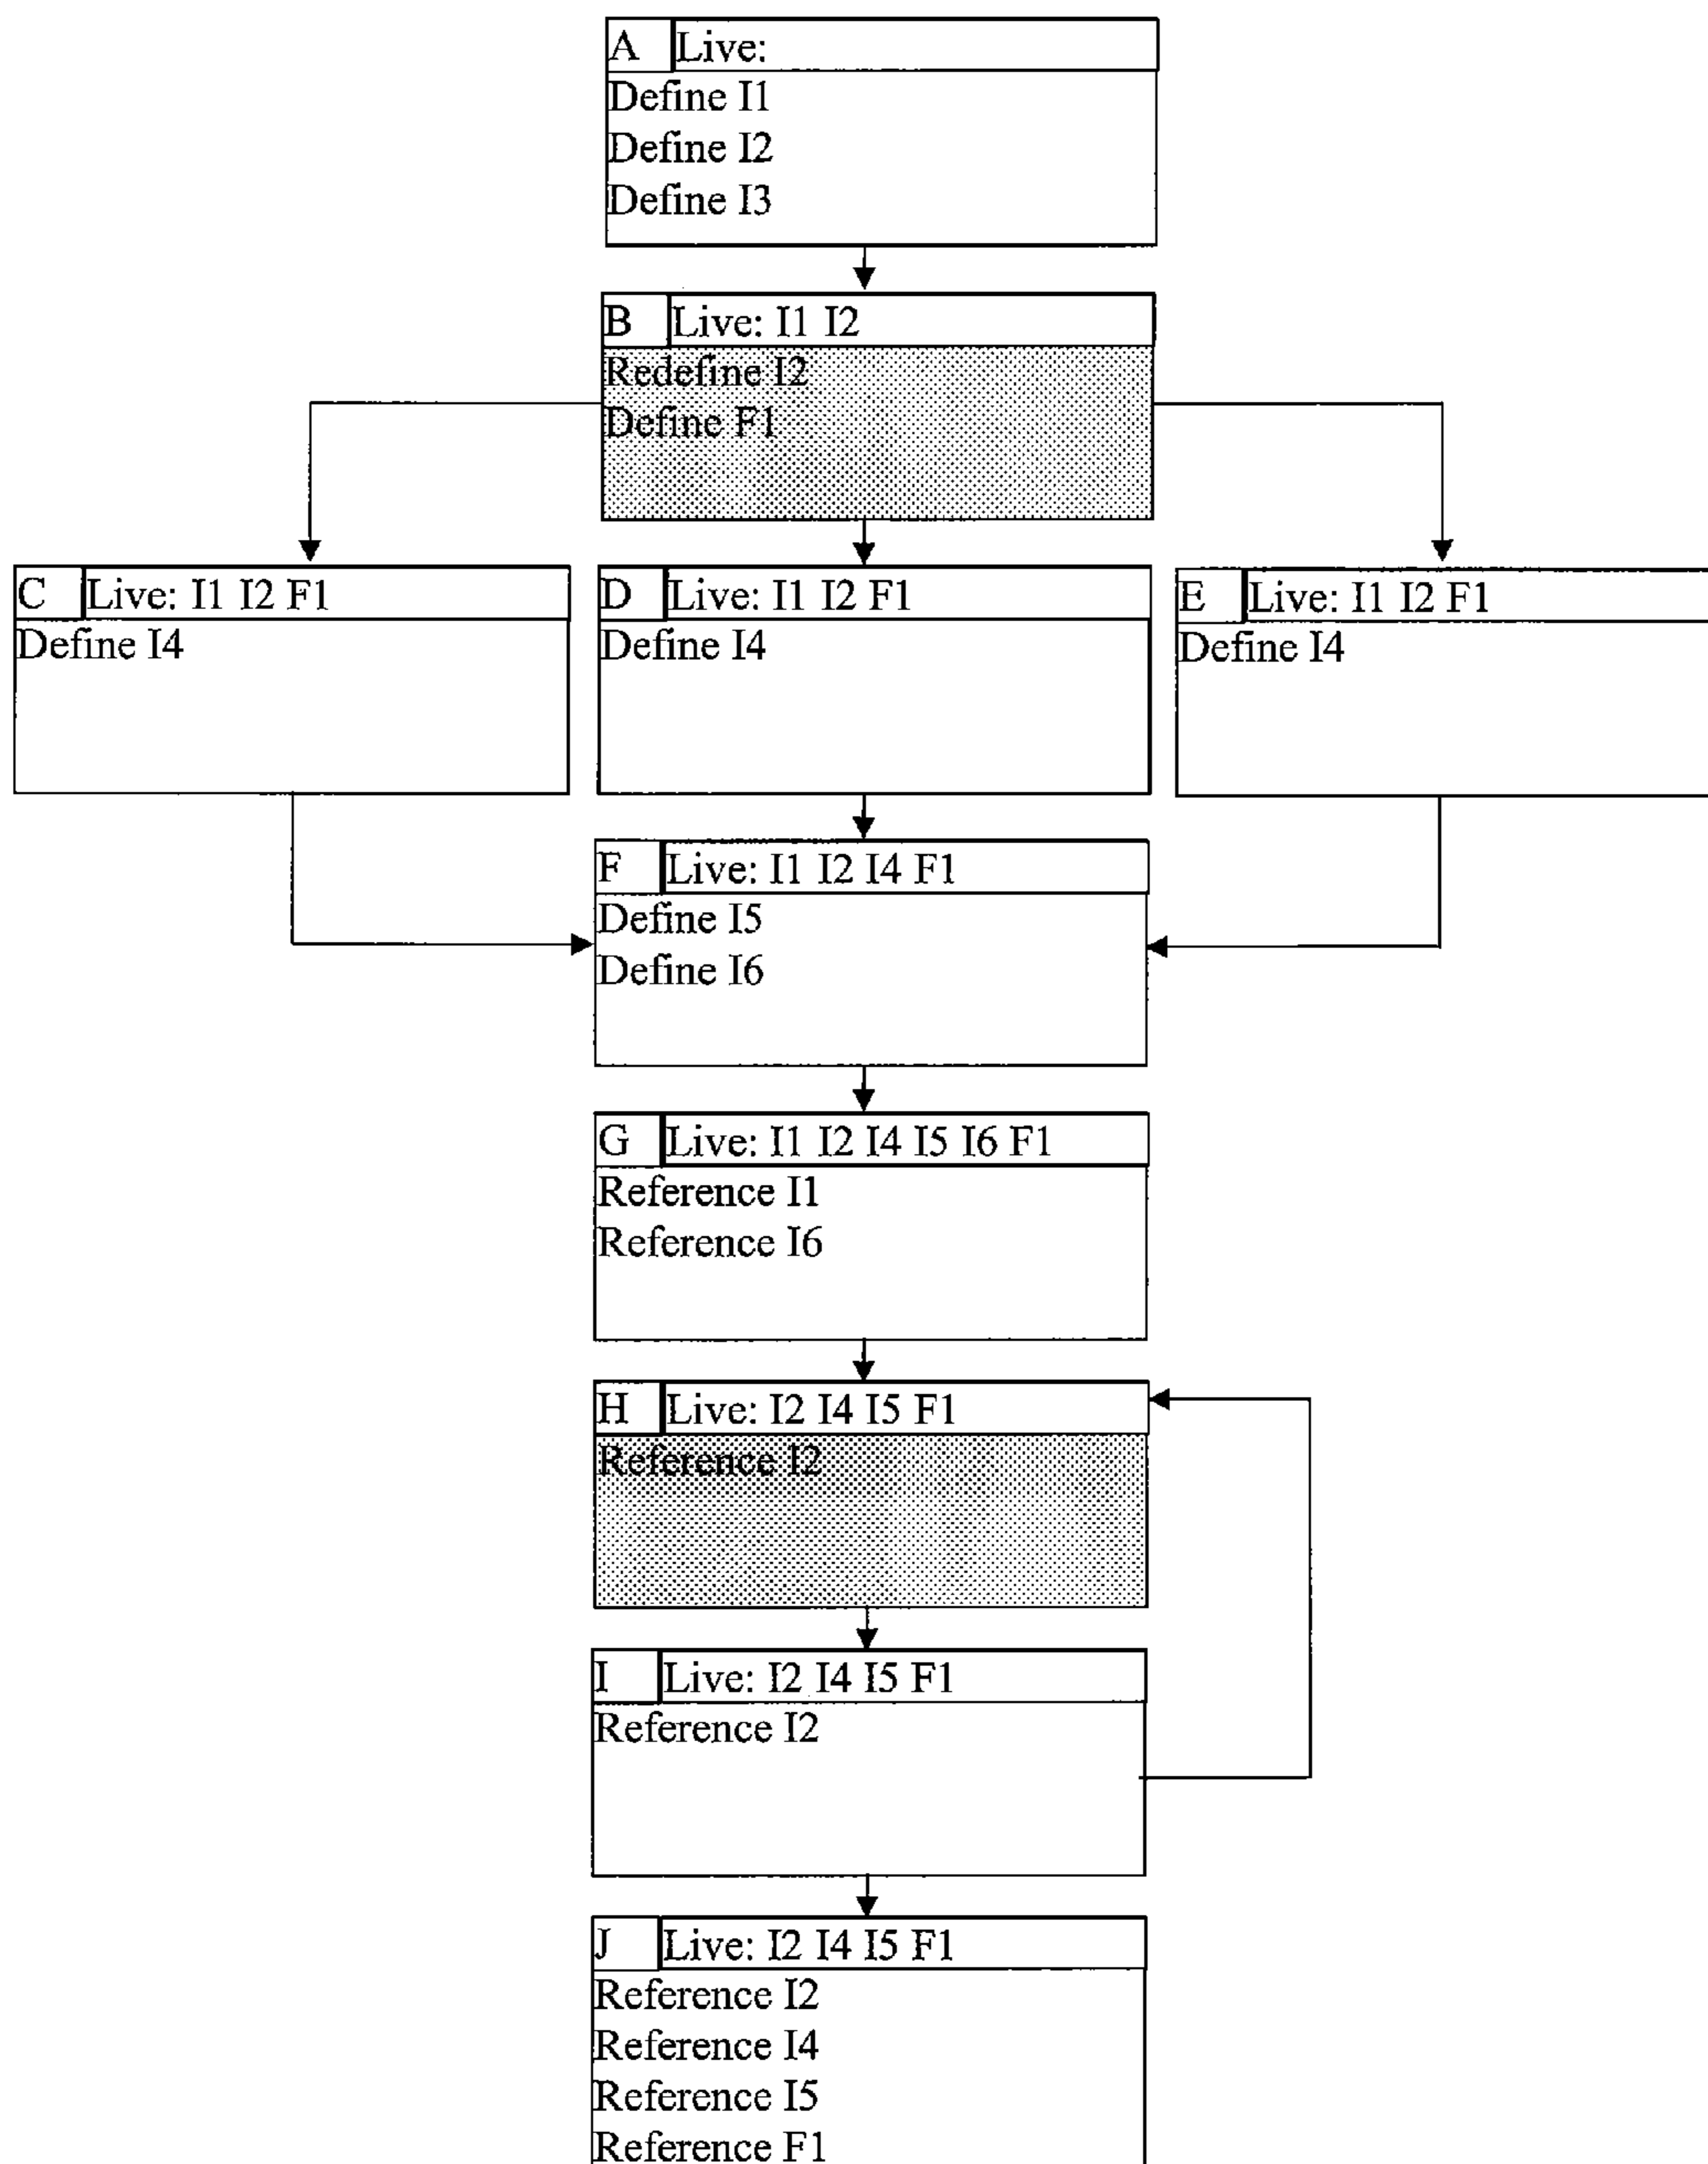 A Live:
Define I1
Define I2
Define I3
B Live: I1 I2
Redefine I2
Define F1
C Live: I1 I2 F1
Define I4
D Live: I1 I2 F1
Define I4
E Live: I1 I2 F1
Define I4
F Live: I1 I2 I4 F1
Define I5
Define I6
G Live: I1 I2 I4 I5 I6 F1
Reference I1
Reference I6
H Live: I2 I4 I5 F1
Reference I2
I Live: I2 I4 I5 F1
Reference I2
J Live: I2 I4 I5 F1
Reference I2
Reference I4
Reference I5
Reference F1